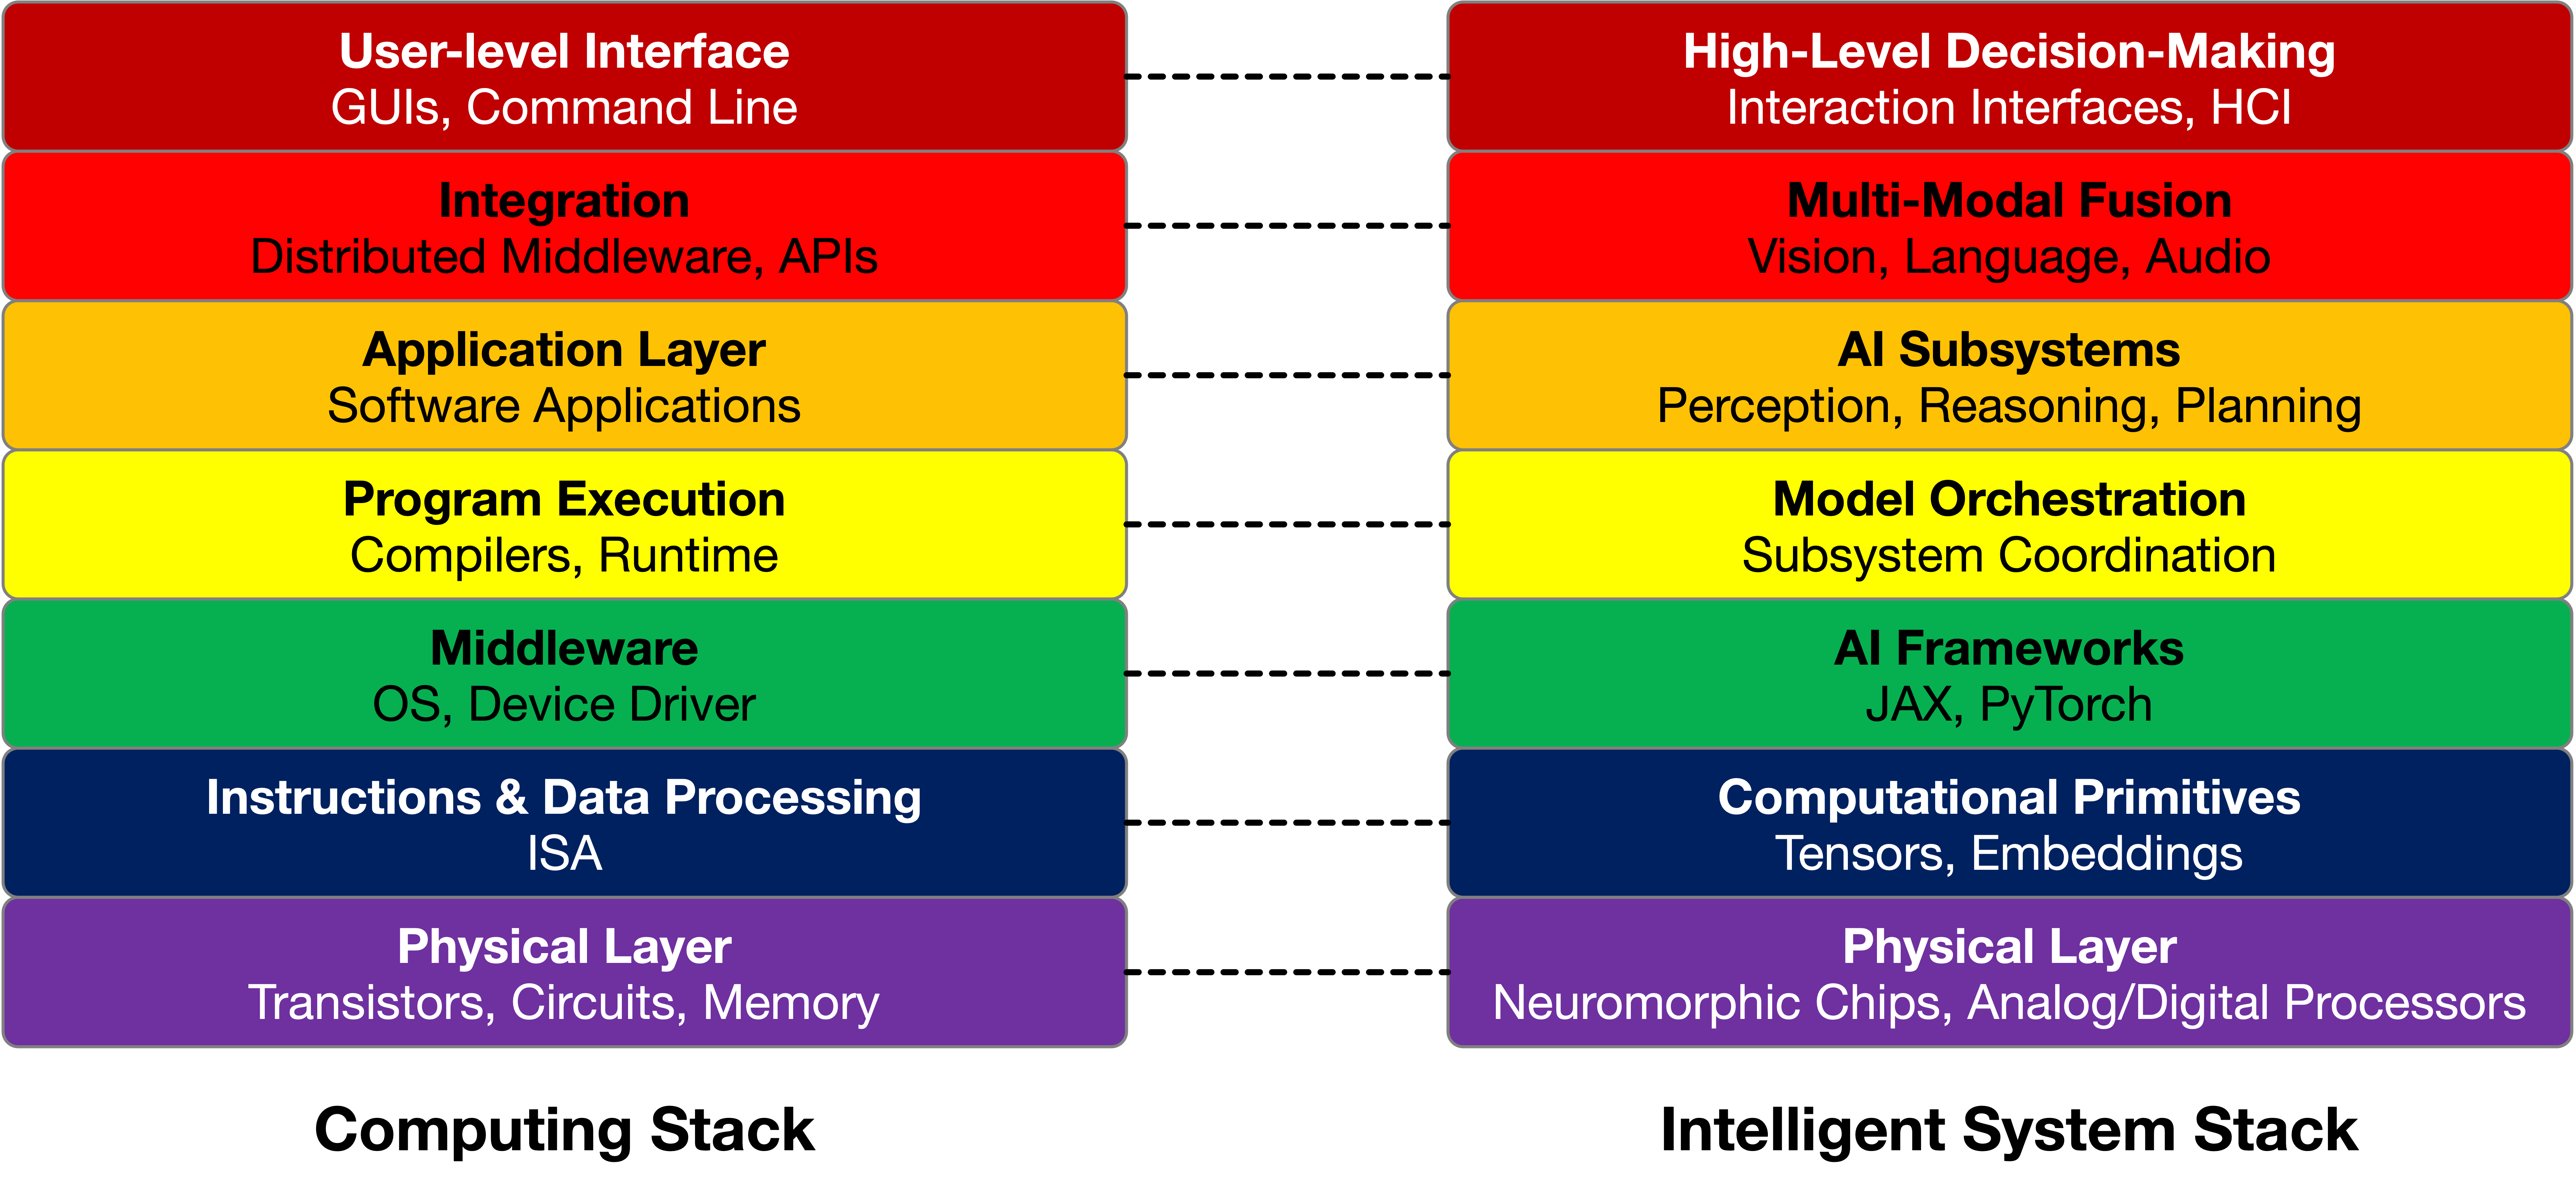 User-level Interface
GUIs, Command Line
Integration
Distributed Middleware, APIs
Application Layer
Software Applications
Program Execution
Compilers, Runtime
Middleware
OS, Device Driver
Instructions & Data Processing
ISA
Physical Layer
Transistors, Circuits, Memory
Computing Stack
High-Level Decision-Making
Interaction Interfaces, HCI
Multi-Modal Fusion
Vision, Language, Audio
AI Subsystems
Perception, Reasoning, Planning
Model Orchestration
Subsystem Coordination
AI Frameworks
JAX, PyTorch
Computational Primitives
Tensors, Embeddings
Physical Layer
Neuromorphic Chips, Analog/Digital Processors
Intelligent System Stack